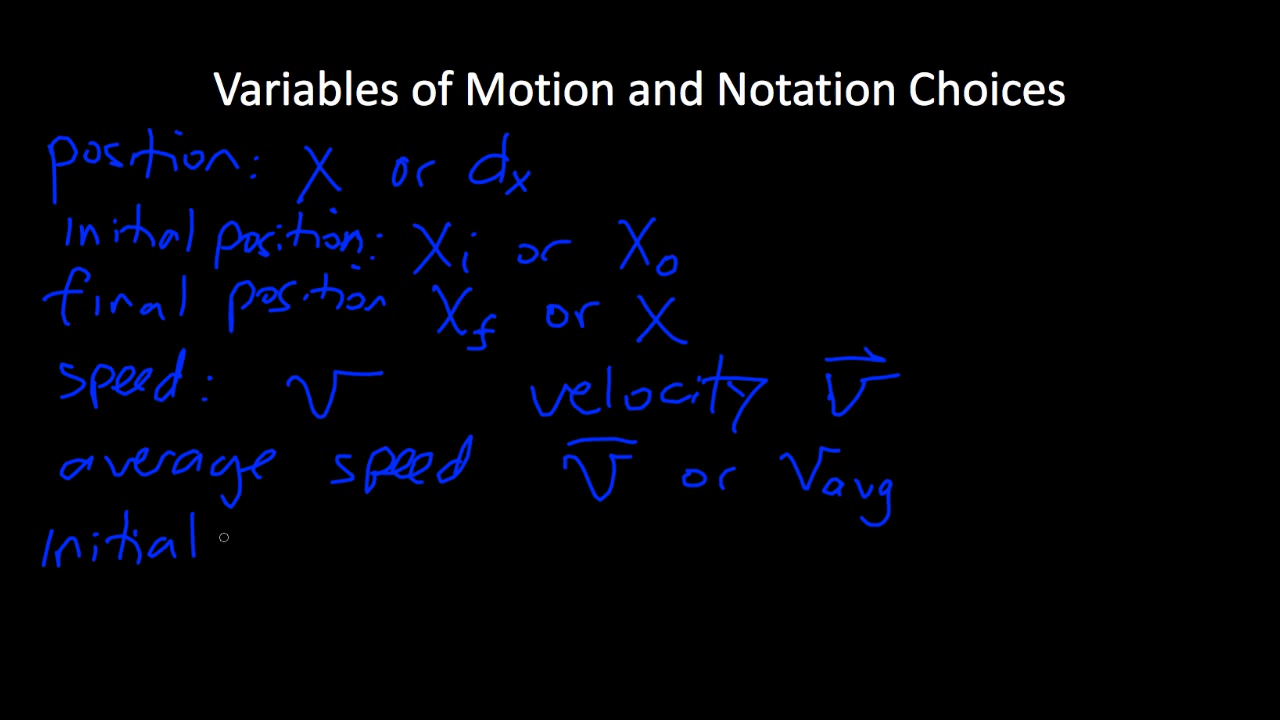 Variables of Motion and Notation Choices
position: X or dx
Initial position: Xi or Xo
final position Xf or X
speed: v velocity v⃗
average speed v̅ or vavg
Initial